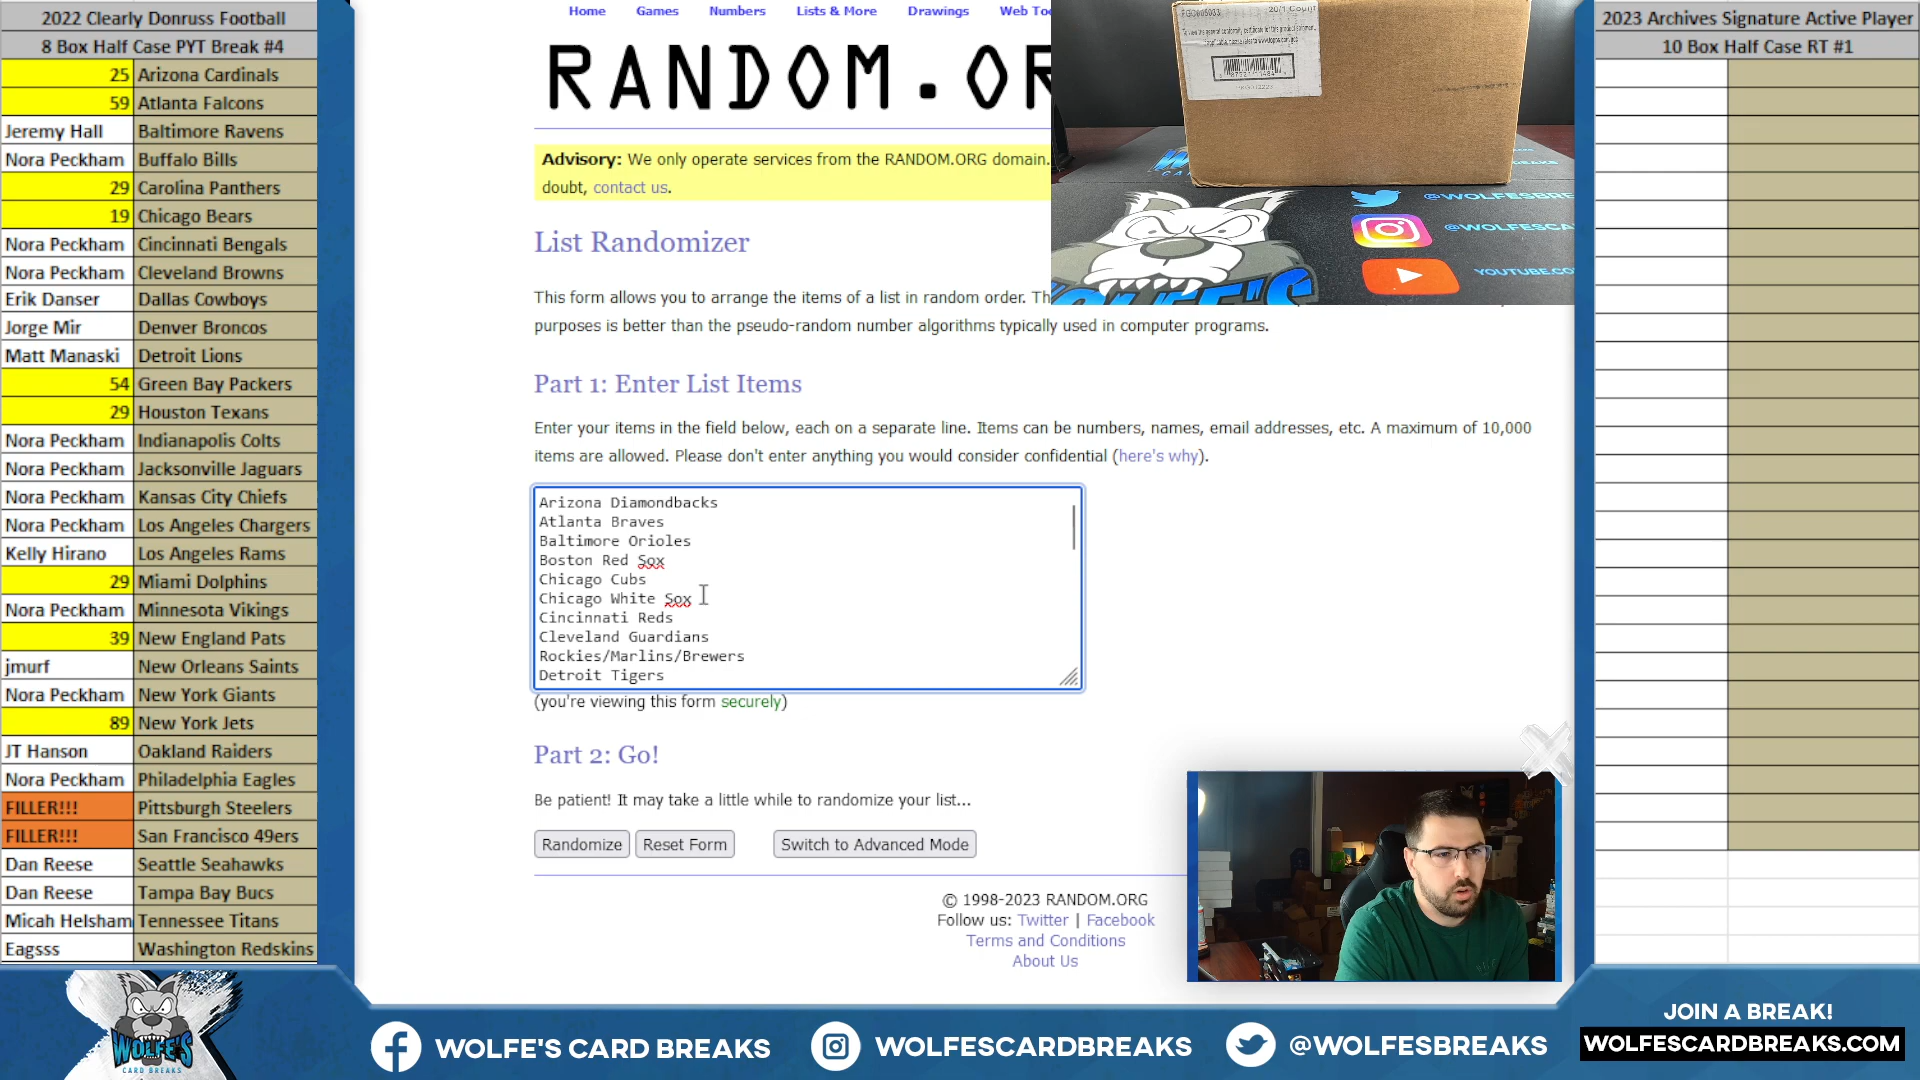 2022 Clearly Donruss Football
8 Box Half Case PYT Break #4
25 Arizona Cardinals
59 Atlanta Falcons
Jeremy Hall Baltimore Ravens
Nora Peckham Buffalo Bills
29 Carolina Panthers
19 Chicago Bears
Nora Peckham Cincinnati Bengals
Nora Peckham Cleveland Browns
Erik Danser Dallas Cowboys
Jorge Mir Denver Broncos
Matt Manaski Detroit Lions
54 Green Bay Packers
29 Houston Texans
Nora Peckham Indianapolis Colts
Nora Peckham Jacksonville Jaguars
Nora Peckham Kansas City Chiefs
Nora Peckham Los Angeles Chargers
Kelly Hirano Los Angeles Rams
29 Miami Dolphins
Nora Peckham Minnesota Vikings
39 New England Pats
jmurf New Orleans Saints
Nora Peckham New York Giants
89 New York Jets
JT Hanson Oakland Raiders
Nora Peckham Philadelphia Eagles
FILLER!!! Pittsburgh Steelers
FILLER!!! San Francisco 49ers
Dan Reese Seattle Seahawks
Dan Reese Tampa Bay Bucs
Micah Helsham Tennessee Titans
Eagsss Washington Redskins
Home Games Numbers Lists & More Drawings Web Too
RANDOM.OR
Advisory: We only operate services from the RANDOM.ORG domain.
doubt, contact us.
List Randomizer
This form allows you to arrange the items of a list in random order. Th
purposes is better than the pseudo-random number algorithms typically used in computer programs.
Part 1: Enter List Items
Enter your items in the field below, each on a separate line. Items can be numbers, names, email addresses, etc. A maximum of 10,000
items are allowed. Please don't enter anything you would consider confidential (here's why).
Arizona Diamondbacks
Atlanta Braves
Baltimore Orioles
Boston Red Sox
Chicago Cubs
Chicago White Sox
Cincinnati Reds
Cleveland Guardians
Rockies/Marlins/Brewers
Detroit Tigers
(you're viewing this form securely)
Part 2: Go!
Be patient! It may take a little while to randomize your list...
Randomize Reset Form Switch to Advanced Mode
© 1998-2023 RANDOM.ORG
Follow us: Twitter | Facebook
Terms and Conditions
About Us
20/1 Count
@WOLFESBRE
@WOLFESCA
YOUTUBE.CO
WOLFE'S
2023 Archives Signature Active Player
10 Box Half Case RT #1
WOLFE'S
CARD BREAKS
WOLFE'S CARD BREAKS
WOLFESCARDBREAKS
@WOLFESBREAKS
JOIN A BREAK!
WOLFESCARDBREAKS.COM